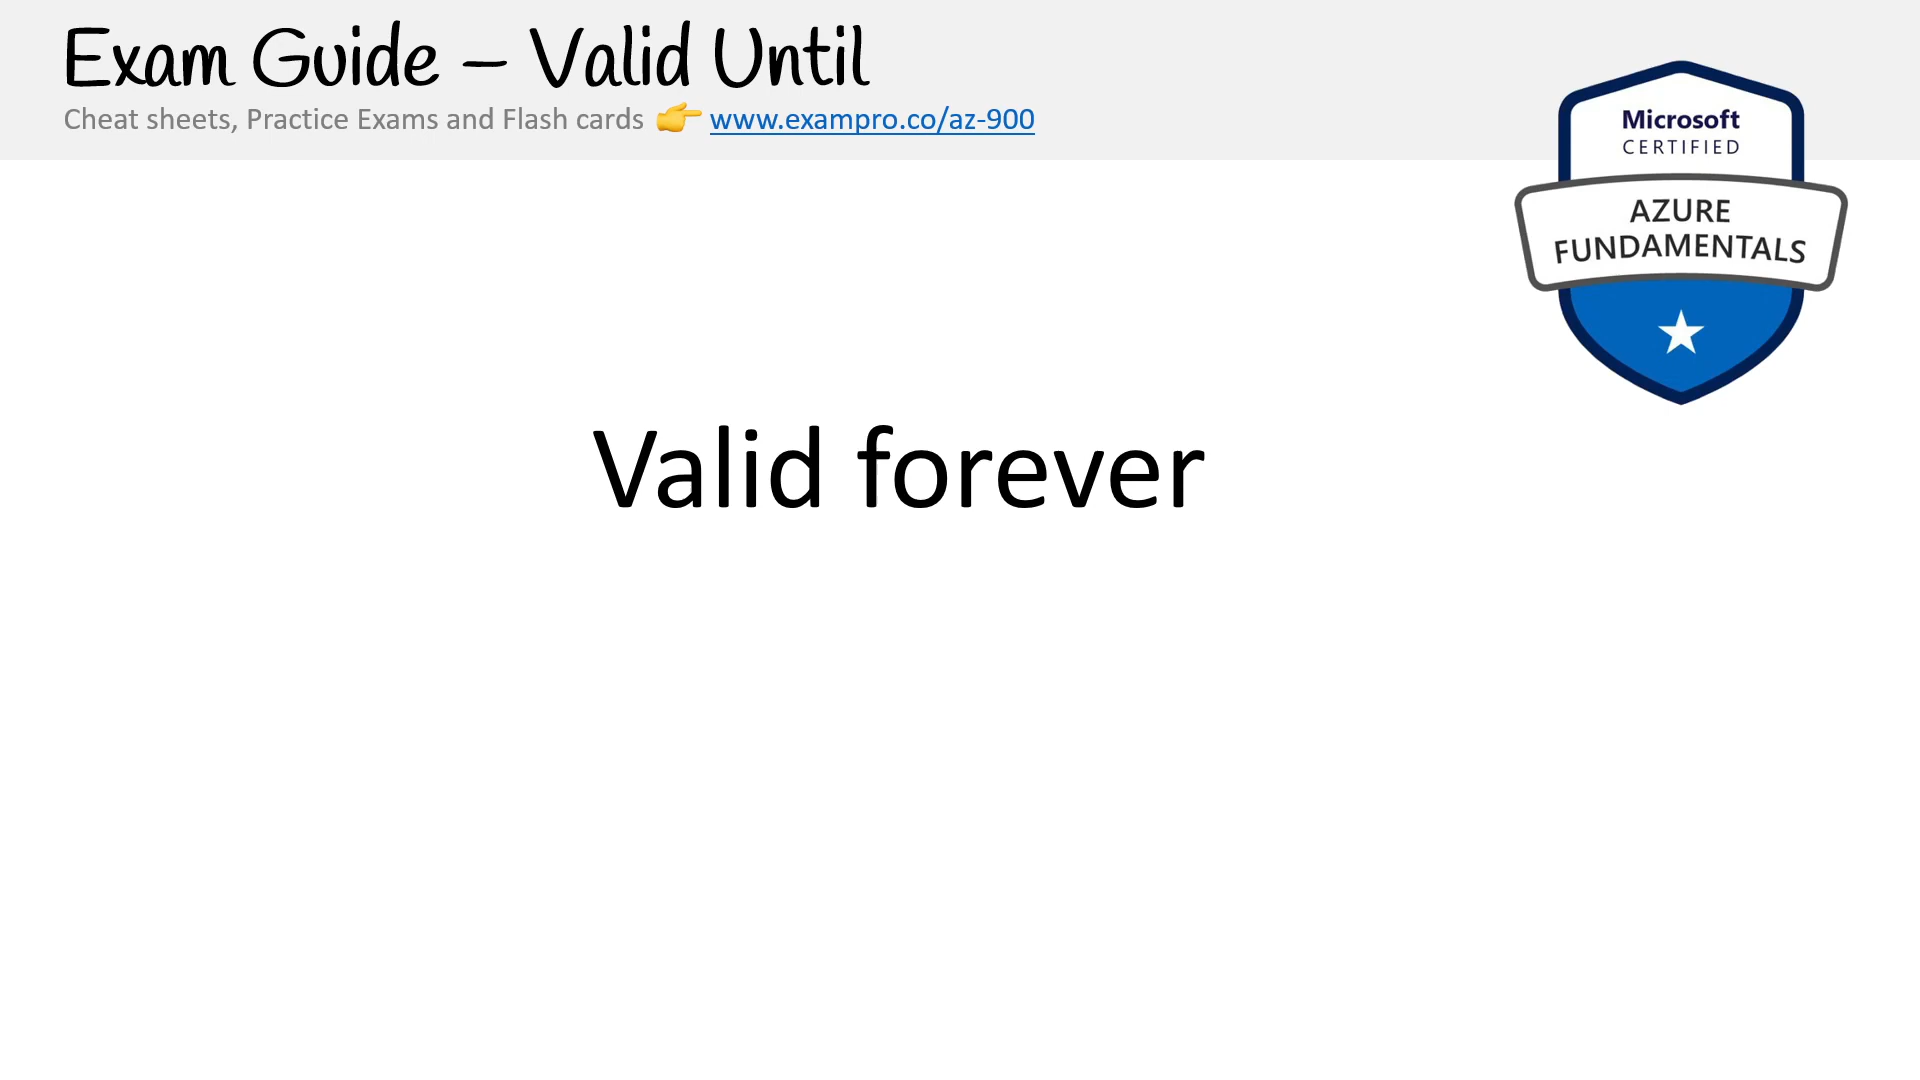 Exam Guide – Valid Until
Cheat sheets, Practice Exams and Flash cards 👉 www.exampro.co/az-900
Microsoft
CERTIFIED
AZURE
FUNDAMENTALS
Valid forever